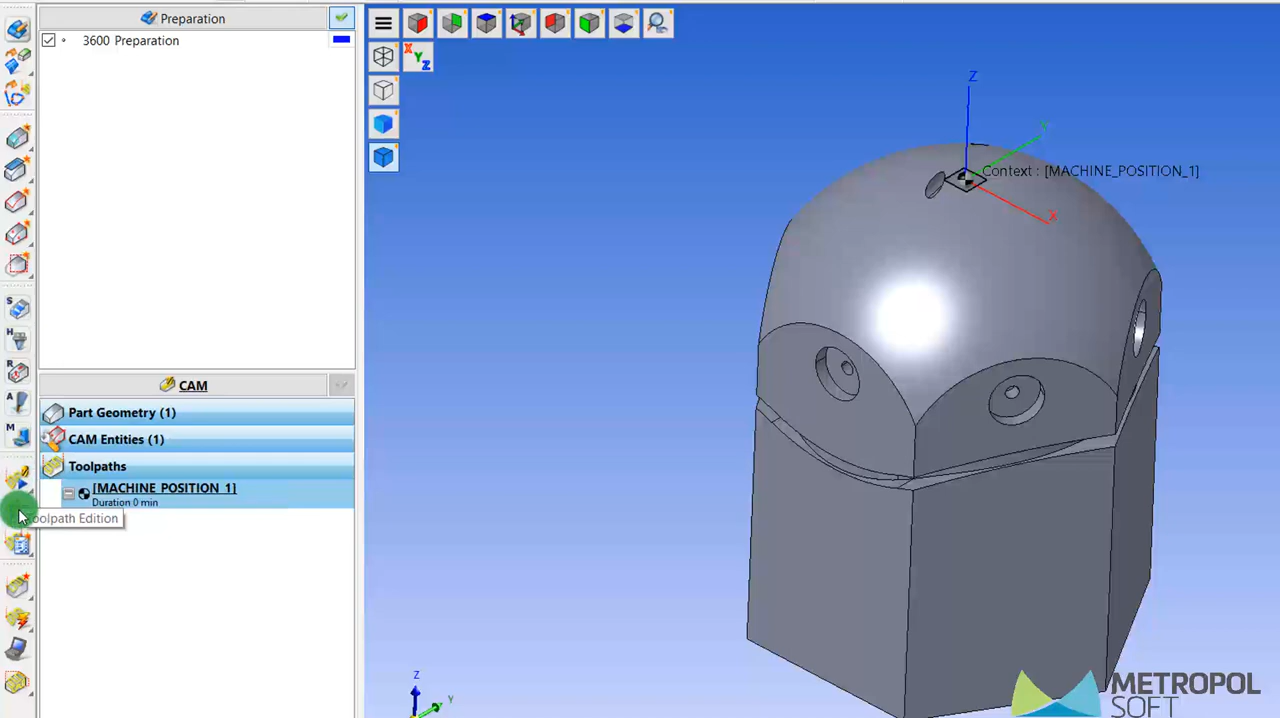 Preparation
3600 Preparation
CAM
Part Geometry (1)
CAM Entities (1)
Toolpaths
[MACHINE POSITION 1]
Duration 0 min
oolpath Edition
S
H
R
A
M
X
Y
Z
Z
Y
X
Context : [MACHINE_POSITION_1]
Z
Y
METROPOL
SOFT